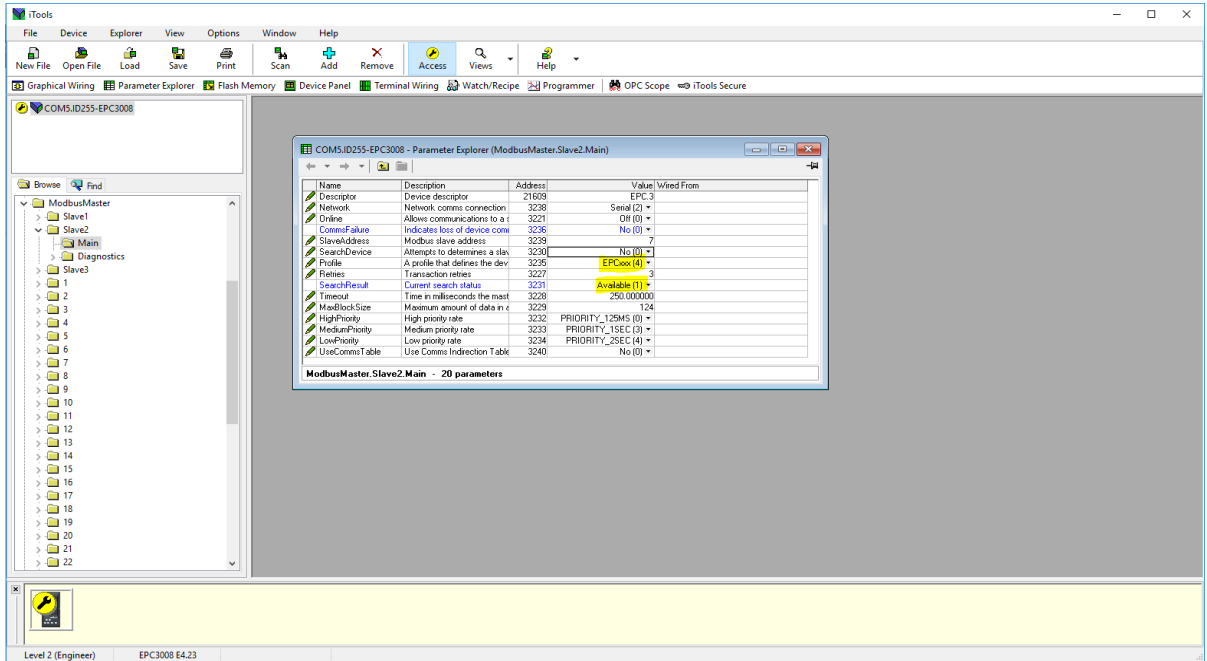 iTools
File Device Explorer View Options Window Help
New File Open File Load Save Print Scan Add Remove Access Views Help
Graphical Wiring Parameter Explorer Flash Memory Device Panel Terminal Wiring Watch/Recipe Programmer OPC Scope iTools Secure
COM5.ID255-EPC3008
Browse Find
ModbusMaster
Slave1
Slave2
Main
Diagnostics
Slave3
1
2
3
4
5
6
7
8
9
10
11
12
13
14
15
16
17
18
19
20
21
22
COM5.ID255-EPC3008 - Parameter Explorer (ModbusMaster.Slave2.Main)
Name Description Address Value Wired From
Descriptor Device descriptor 21609 EPC.3
Network Network comms connection 3238 Serial (2)
Online Allows communications to a s 3221 Off (0)
CommsFailure Indicates loss of device com 3236 No (0)
SlaveAddress Modbus slave address 3239 7
SearchDevice Attempts to determines a slav 3230 No (0)
Profile A profile that defines the dev 3235 EPCxxx (4)
Retries Transaction retries 3227 3
SearchResult Current search status 3231 Available (1)
Timeout Time in milliseconds the mast 3228 250.000000
MaxBlockSize Maximum amount of data in a 3229 124
HighPriority High priority rate 3232 PRIORITY_125MS (0)
MediumPriority Medium priority rate 3233 PRIORITY_1SEC (3)
LowPriority Low priority rate 3234 PRIORITY_2SEC (4)
UseCommsTable Use Comms Indirection Table 3240 No (0)
ModbusMaster.Slave2.Main - 20 parameters
Level 2 (Engineer) EPC3008 E4.23